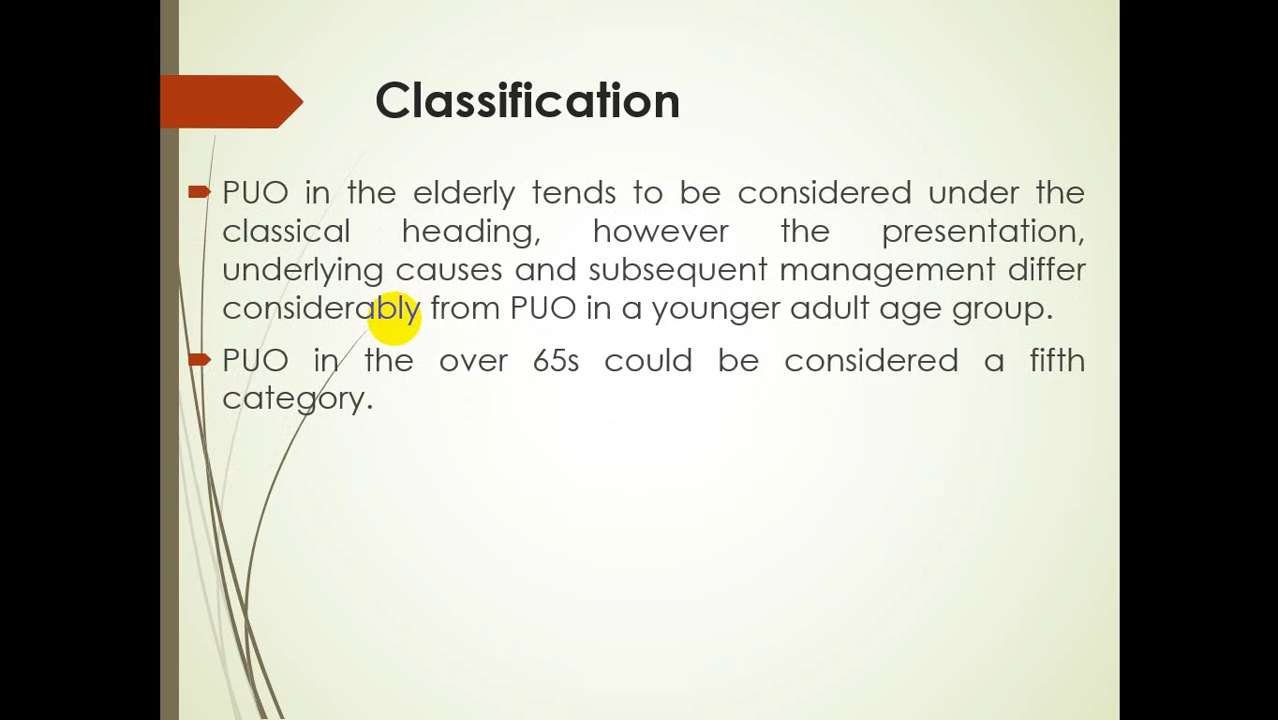 Classification
PUO in the elderly tends to be considered under the
classical heading, however the presentation,
underlying causes and subsequent management differ
considerably from PUO in a younger adult age group.
PUO in the over 65s could be considered a fifth
category.